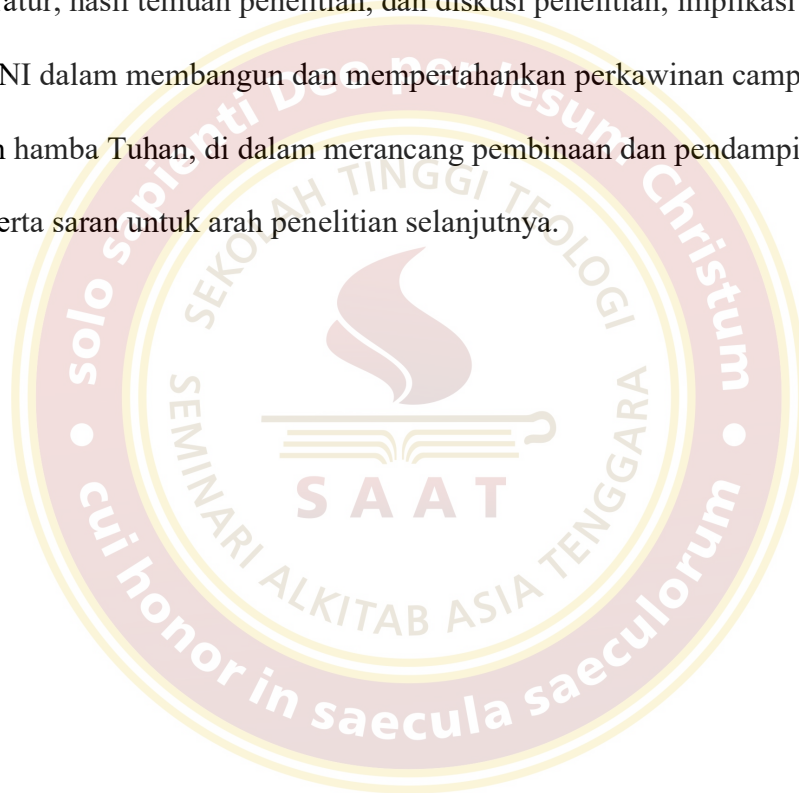 hasil temuan penelitian, dan diskusi penelitian, implikasi
NI dalam membangun dan mempertahankan perkawinan camp
hamba Tuhan, di dalam merancang pembinaan dan pendampi
erta saran untuk arah penelitian selanjutnya.
solo sapienti Deo per Iesum Christum
SEKOLAH TINGGI TEOLOGI
SAAT
SEMINARI ALKITAB ASIA TENGGARA
cui honor in saecula saeculorum